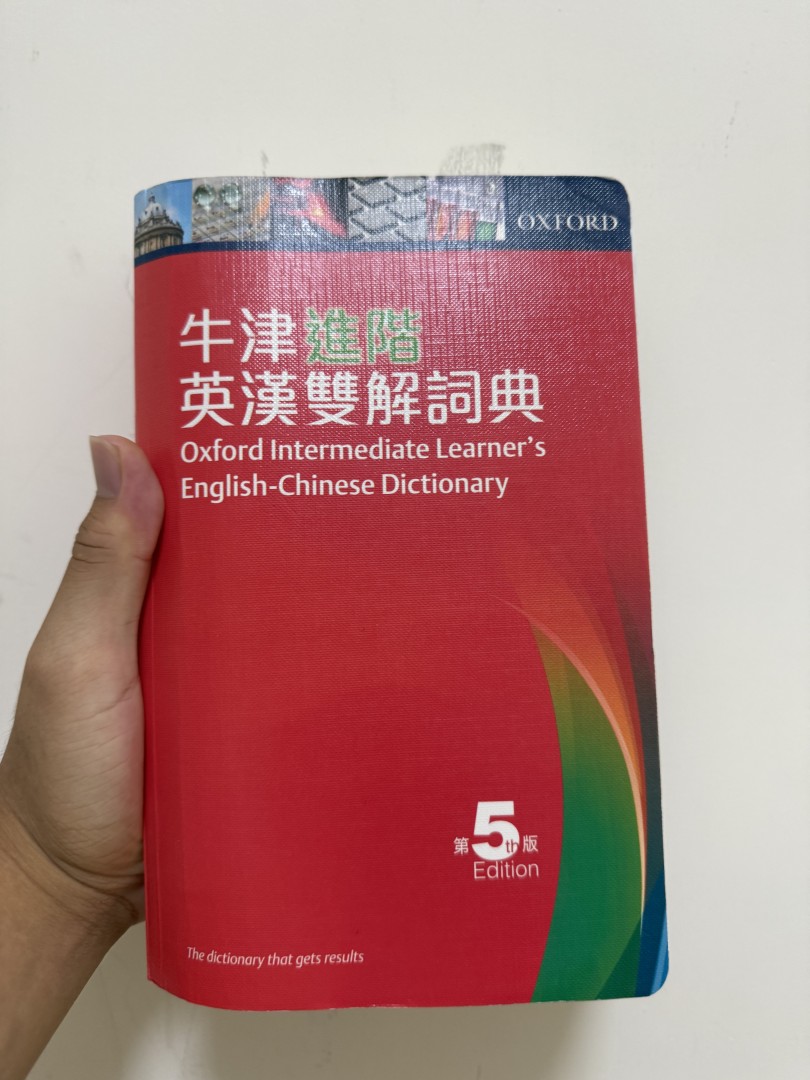 OXFORD
牛津進階
英漢雙解詞典
Oxford Intermediate Learner's
English-Chinese Dictionary
第5th版
Edition
The dictionary that gets results